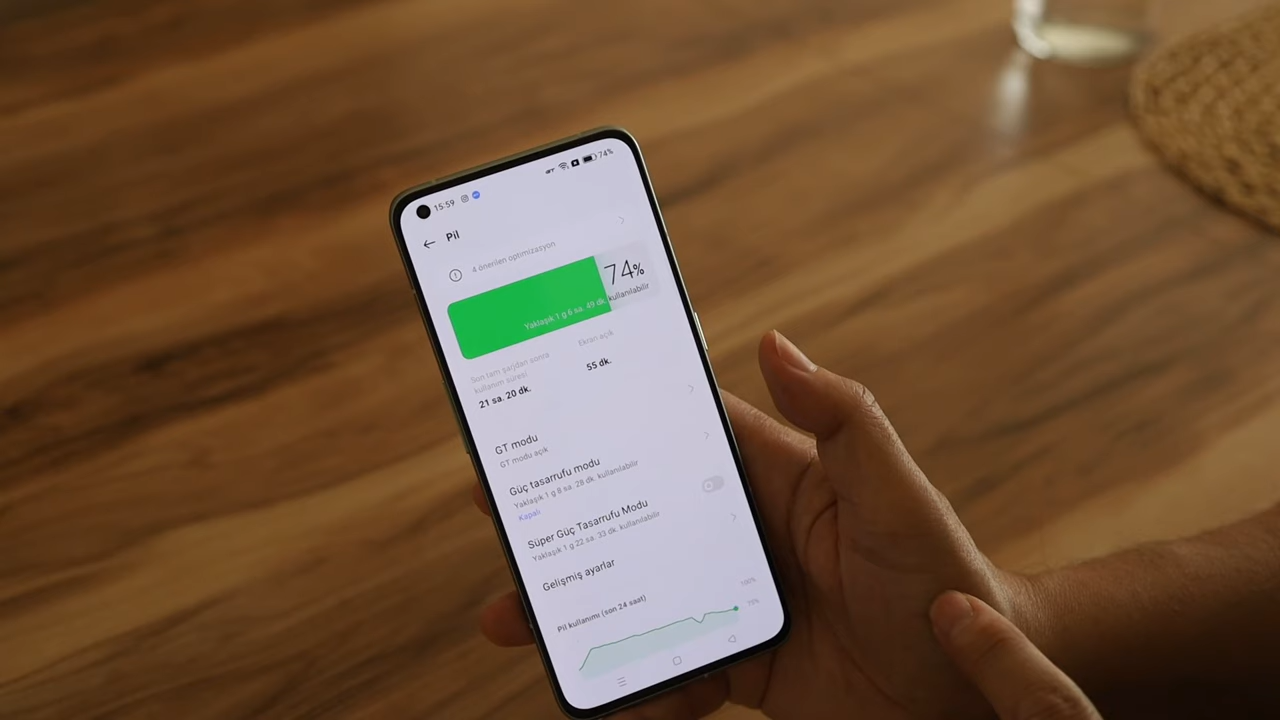 15:59
74%
Pil
4 önerilen optimizasyon
74%
Yaklaşık 1 g 6 sa. 49 dk. kullanılabilir
Son tam şarjdan sonra
kullanım süresi
21 sa. 20 dk.
Ekran açık
55 dk.
GT modu
GT modu açık
Güç tasarrufu modu
Yaklaşık 1 g 8 sa. 28 dk. kullanılabilir
Kapalı
Süper Güç Tasarrufu Modu
Yaklaşık 1 g 22 sa. 33 dk. kullanılabilir
Gelişmiş ayarlar
Pil kullanımı (son 24 saat)
100%